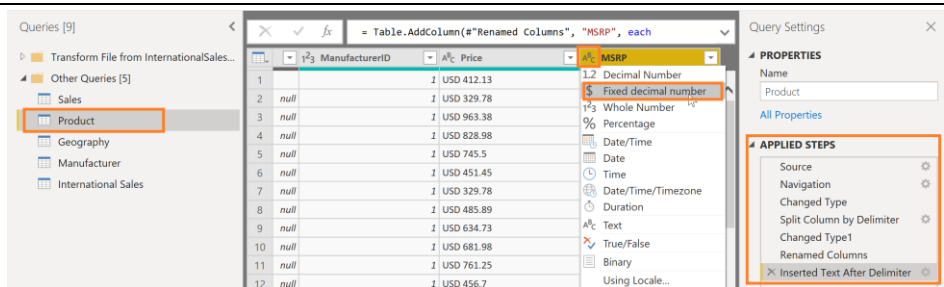 Queries [9]
Transform File from InternationalSales...
Other Queries [5]
Sales
Product
Geography
Manufacturer
International Sales
fx
= Table.AddColumn(#"Renamed Columns", "MSRP", each
1²3 ManufacturerID
ABC Price
ABC MSRP
1 1 USD 412.13
2 null 1 USD 329.78
3 null 1 USD 963.38
4 null 1 USD 828.98
5 null 1 USD 745.5
6 null 1 USD 451.45
7 null 1 USD 329.78
8 null 1 USD 485.89
9 null 1 USD 634.73
10 null 1 USD 681.98
11 null 1 USD 761.25
12 null 1 USD 456.7
1.2 Decimal Number
$ Fixed decimal number
1²3 Whole Number
% Percentage
Date/Time
Date
Time
Date/Time/Timezone
Duration
ABC Text
True/False
Binary
Using Locale...
Query Settings
PROPERTIES
Name
Product
All Properties
APPLIED STEPS
Source
Navigation
Changed Type
Split Column by Delimiter
Changed Type1
Renamed Columns
Inserted Text After Delimiter